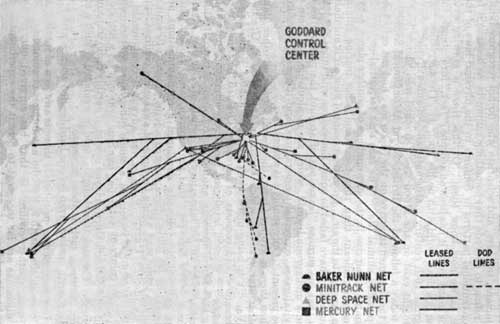 GODDARD
CONTROL
CENTER
LEASED DOD
LINES LINES
BAKER NUNN NET
MINITRACK NET
DEEP SPACE NET
MERCURY NET